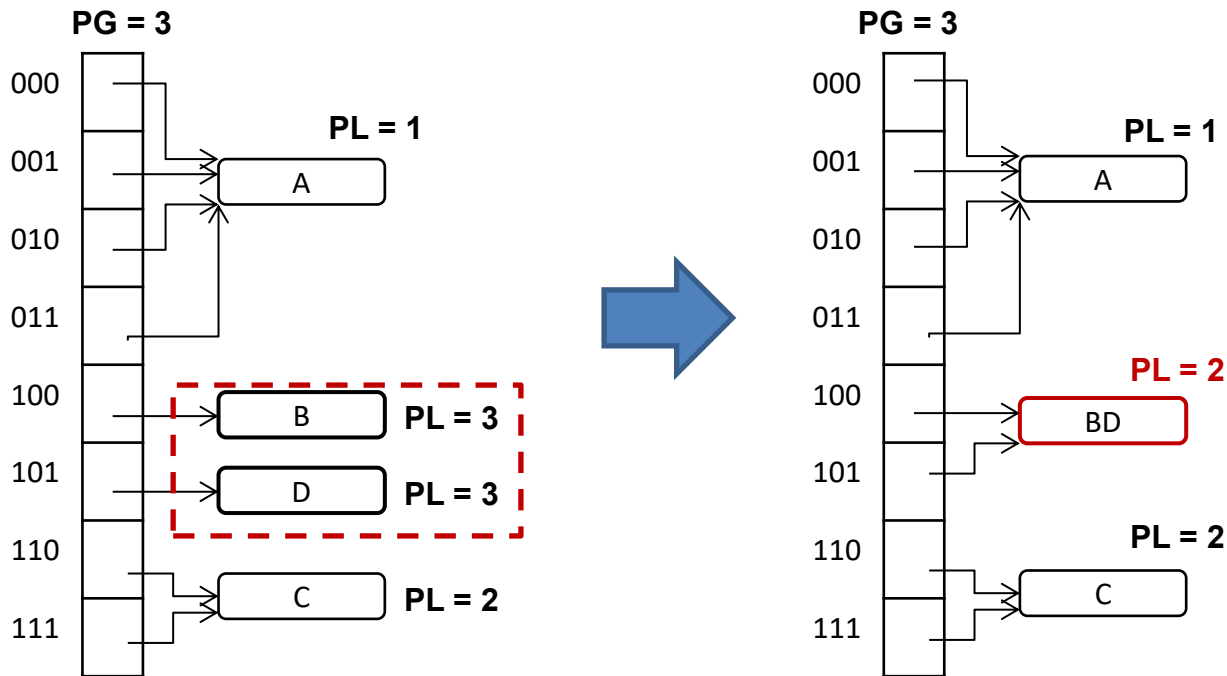 PG = 3
000
PL = 1
001
A
010
011
100
B
PL = 3
101
D
PL = 3
110
C
PL = 2
111
PG = 3
000
PL = 1
001
A
010
011
PL = 2
100
BD
101
PL = 2
110
C
111